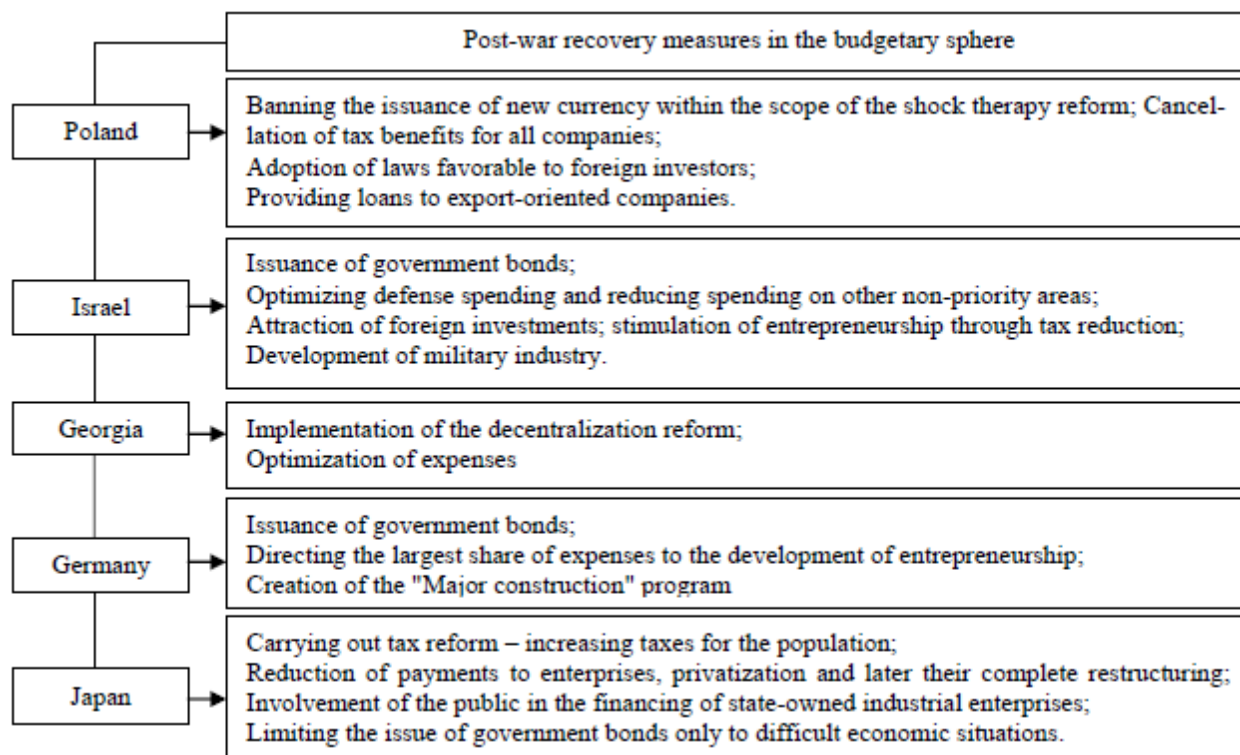 Post-war recovery measures in the budgetary sphere
Poland
Banning the issuance of new currency within the scope of the shock therapy reform; Cancel-
lation of tax benefits for all companies;
Adoption of laws favorable to foreign investors;
Providing loans to export-oriented companies.
Israel
Issuance of government bonds;
Optimizing defense spending and reducing spending on other non-priority areas;
Attraction of foreign investments; stimulation of entrepreneurship through tax reduction;
Development of military industry.
Georgia
Implementation of the decentralization reform;
Optimization of expenses
Germany
Issuance of government bonds;
Directing the largest share of expenses to the development of entrepreneurship;
Creation of the "Major construction" program
Japan
Carrying out tax reform – increasing taxes for the population;
Reduction of payments to enterprises, privatization and later their complete restructuring;
Involvement of the public in the financing of state-owned industrial enterprises;
Limiting the issue of government bonds only to difficult economic situations.